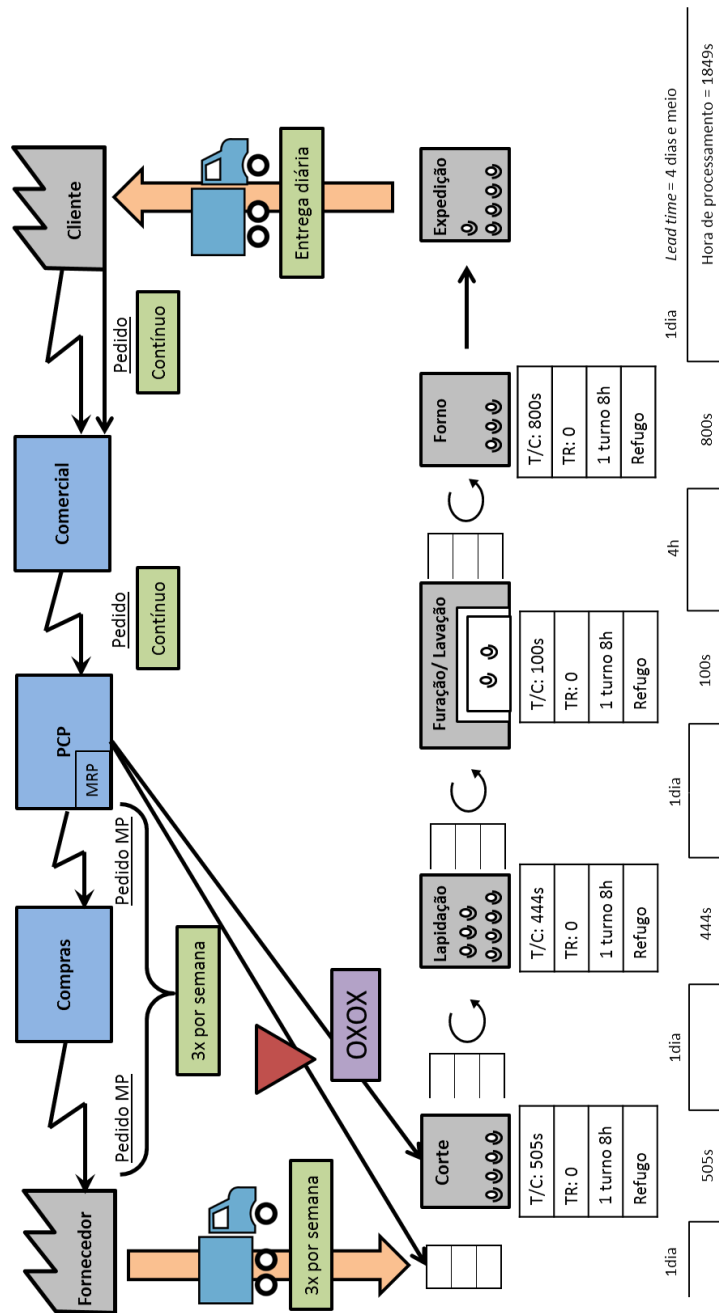 Fornecedor
Pedido MP
Compras
Pedido MP
3x por semana
PCP
MRP
Pedido
Contínuo
Comercial
Pedido
Contínuo
Cliente
3x por semana
OXOX
Entrega diária
Corte
T/C: 505s
TR: 0
1 turno 8h
Refugo
Lapidação
T/C: 444s
TR: 0
1 turno 8h
Refugo
Furação/ Lavação
T/C: 100s
TR: 0
1 turno 8h
Refugo
Forno
T/C: 800s
TR: 0
1 turno 8h
Refugo
Expedição
1dia
505s
1dia
444s
1dia
100s
4h
800s
1dia
Lead time = 4 dias e meio
Hora de processamento = 1849s